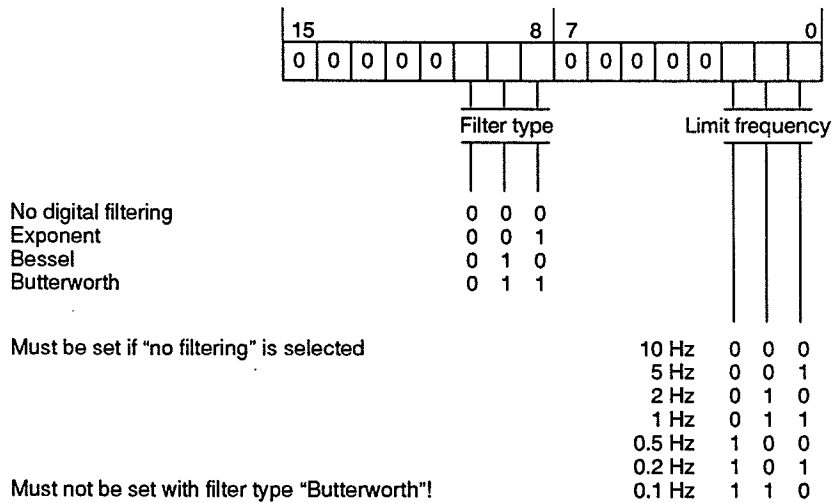 15 8 7 0
0 0 0 0 0 0 0 0 0 0
Filter type Limit frequency
No digital filtering 0 0 0
Exponent 0 0 1
Bessel 0 1 0
Butterworth 0 1 1
Must be set if "no filtering" is selected 10 Hz 0 0 0
5 Hz 0 0 1
2 Hz 0 1 0
1 Hz 0 1 1
0.5 Hz 1 0 0
0.2 Hz 1 0 1
Must not be set with filter type "Butterworth"! 0.1 Hz 1 1 0